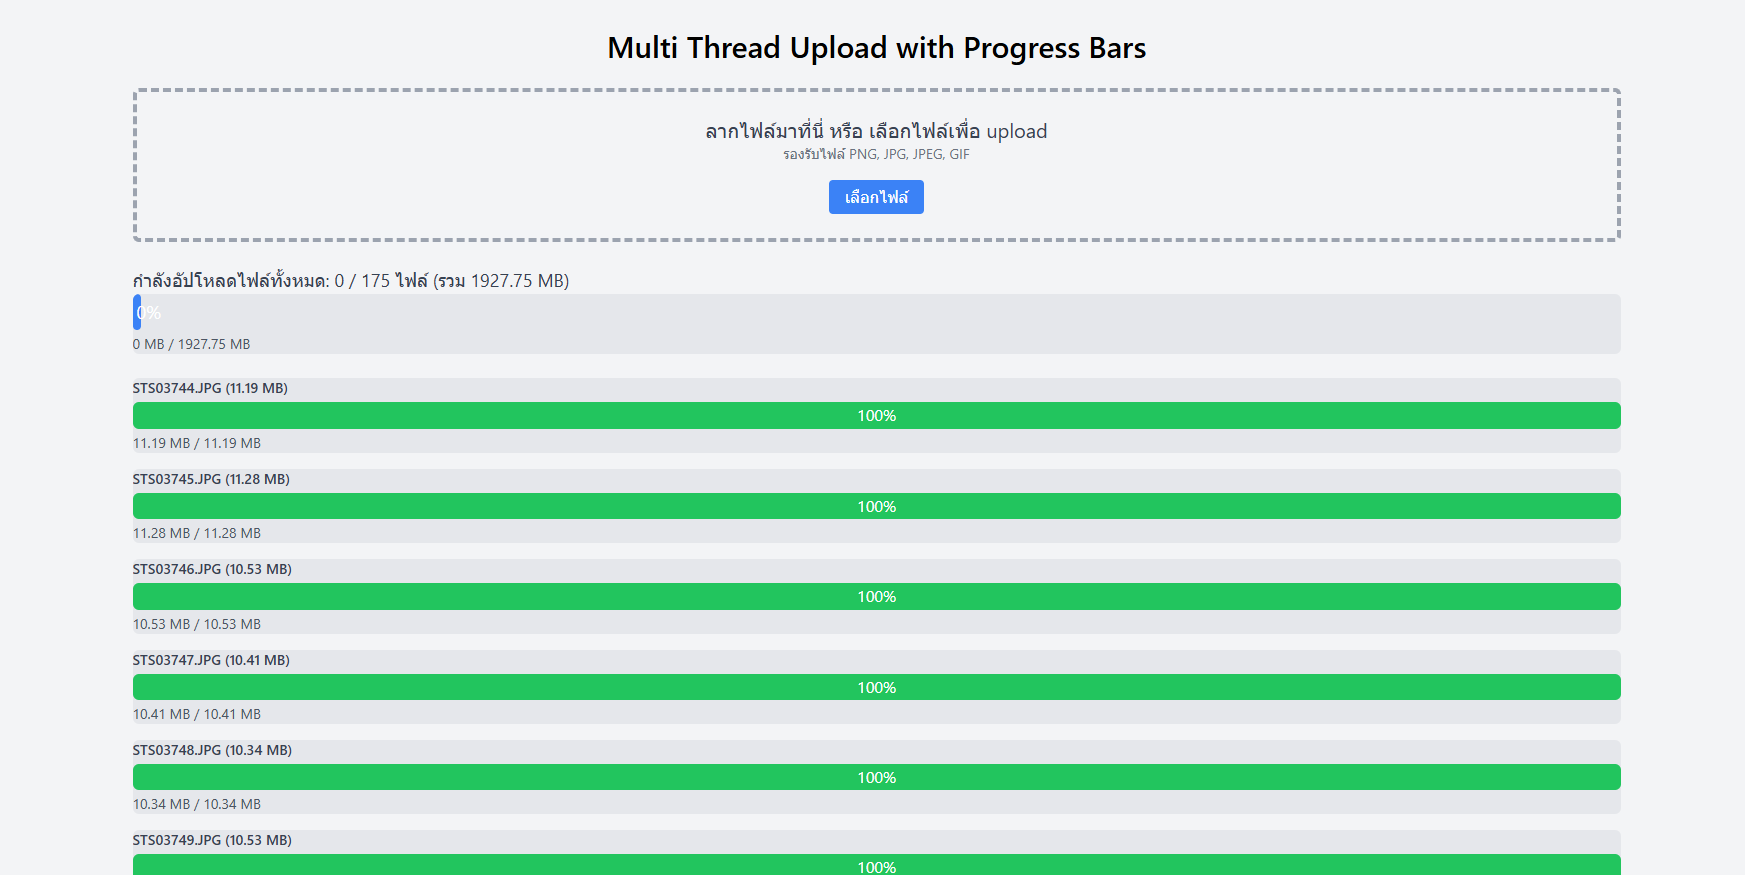 Multi Thread Upload with Progress Bars
ลากไฟล์มาที่นี่ หรือ เลือกไฟล์เพื่อ upload
รองรับไฟล์ PNG, JPG, JPEG, GIF
เลือกไฟล์
กำลังอัปโหลดไฟล์ทั้งหมด: 0 / 175 ไฟล์ (รวม 1927.75 MB)
0%
0 MB / 1927.75 MB
STS03744.JPG (11.19 MB)
100%
11.19 MB / 11.19 MB
STS03745.JPG (11.28 MB)
100%
11.28 MB / 11.28 MB
STS03746.JPG (10.53 MB)
100%
10.53 MB / 10.53 MB
STS03747.JPG (10.41 MB)
100%
10.41 MB / 10.41 MB
STS03748.JPG (10.34 MB)
100%
10.34 MB / 10.34 MB
STS03749.JPG (10.53 MB)
100%